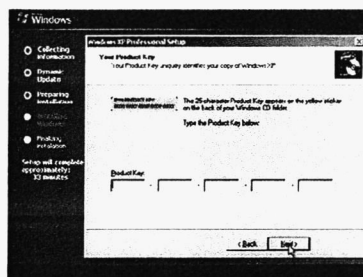 Windows
Collecting
information
Dynamic
Update
Preparing
installation
Finalizing
installation
Setup will complete
approximately:
33 minutes
Windows XP Professional Setup
Your Product Key
Your Product Key uniquely identifies your copy of Windows XP
The 25-character Product Key appears on the yellow sticker
on the back of your Windows CD folder.
Type the Product Key below:
Product Key:
< Back
Next >